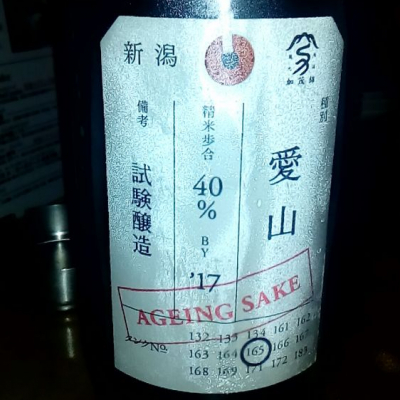 加茂錦
新潟
種別
愛山
精米歩合
40
%
BY
'17
備考
試験醸造
AGEING SAKE
タンクNo.
132 133 134 161 162
163 164 165 166
168 169 171 172 183